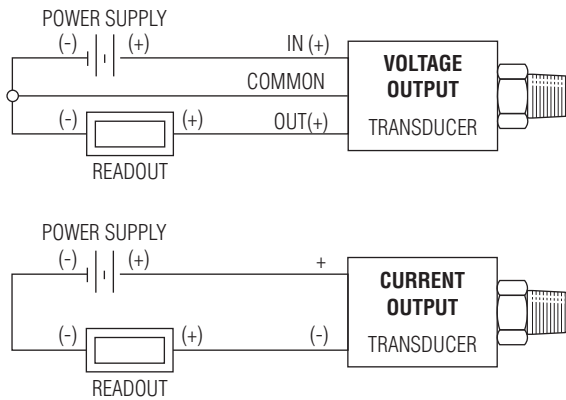 POWER SUPPLY
(-) (+) IN (+)
COMMON
(-) (+) OUT(+)
READOUT
VOLTAGE
OUTPUT
TRANSDUCER
POWER SUPPLY
(-) (+) +
(-) (+) (-)
READOUT
CURRENT
OUTPUT
TRANSDUCER